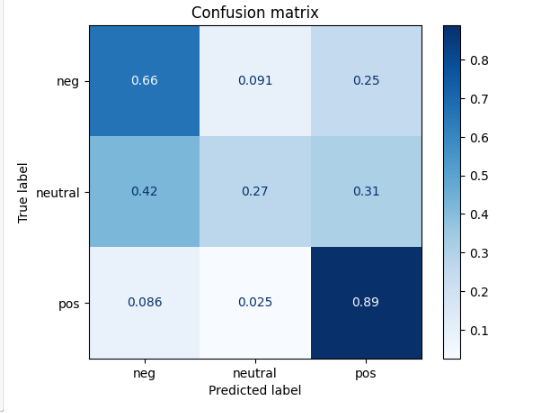 Confusion matrix
neg 0.66 0.091 0.25
neutral 0.42 0.27 0.31
pos 0.086 0.025 0.89
neg neutral pos
Predicted label
True label
0.8
0.7
0.6
0.5
0.4
0.3
0.2
0.1